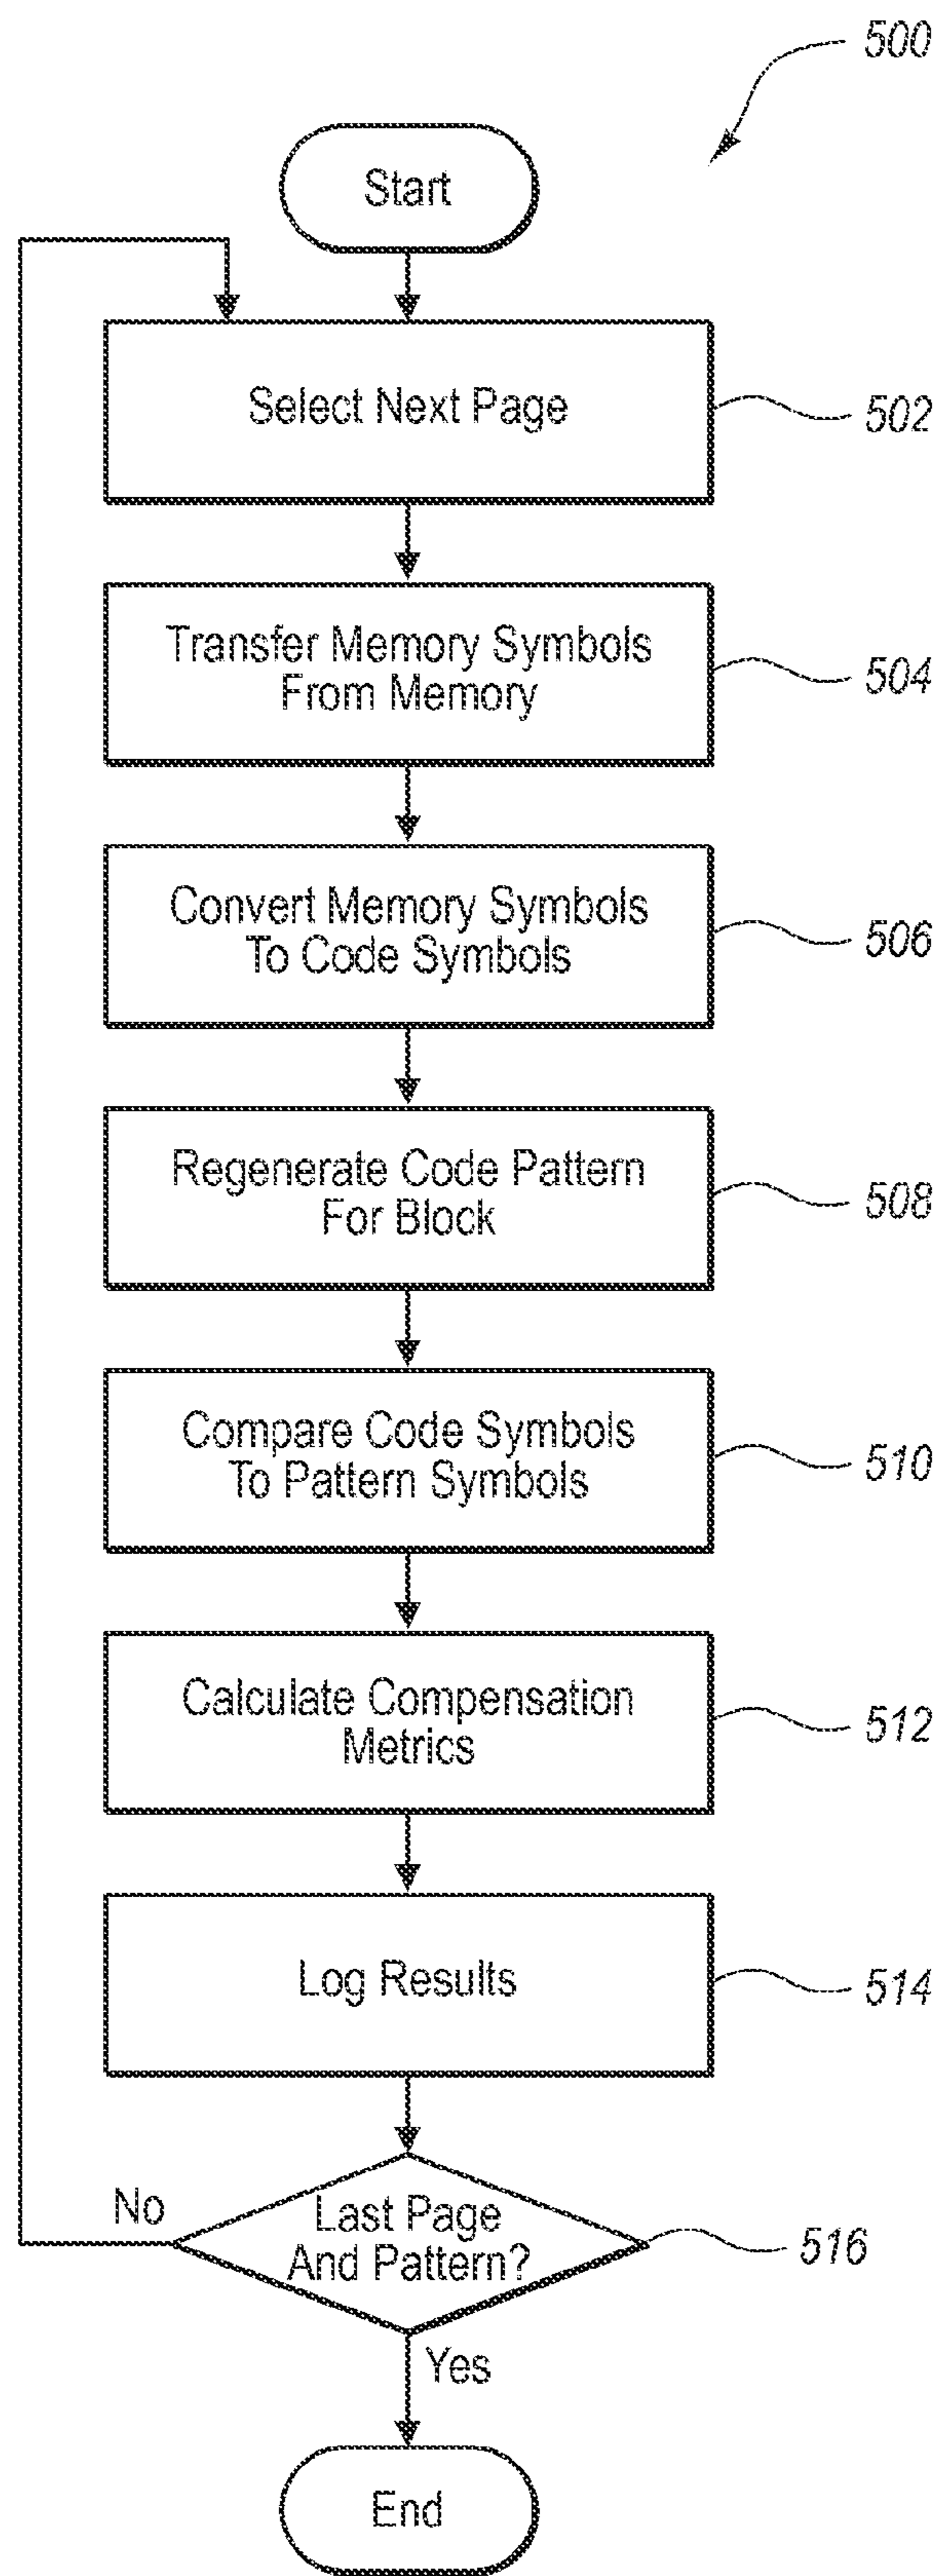 500
Start
Select Next Page
502
Transfer Memory Symbols
From Memory
504
Convert Memory Symbols
To Code Symbols
506
Regenerate Code Pattern
For Block
508
Compare Code Symbols
To Pattern Symbols
510
Calculate Compensation
Metrics
512
Log Results
514
No
Last Page
And Pattern?
516
Yes
End